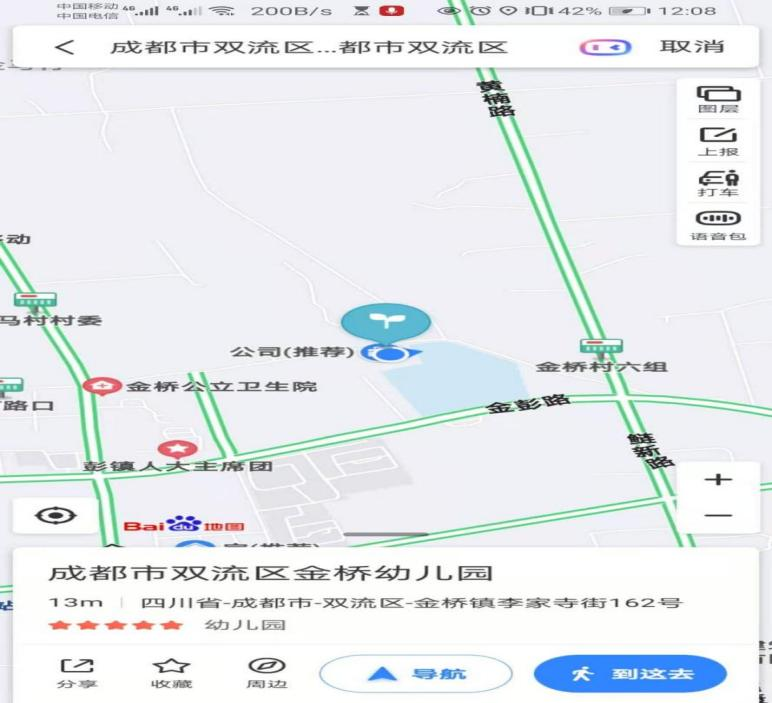 中国移动 4G 4G 200B/s 42% 12:08
中国电信
成都市双流区...都市双流区 取消
黄楠路
图层
上报
打车
语音包
动
马村村委
公司(推荐)
金桥村六组
金桥公立卫生院
路口
金彭路
鲢新路
彭镇人大主席团
Bai du 地图
成都市双流区金桥幼儿园
13m 四川省-成都市-双流区-金桥镇李家寺街162号
幼儿园
分享 收藏 周边 导航 到这去